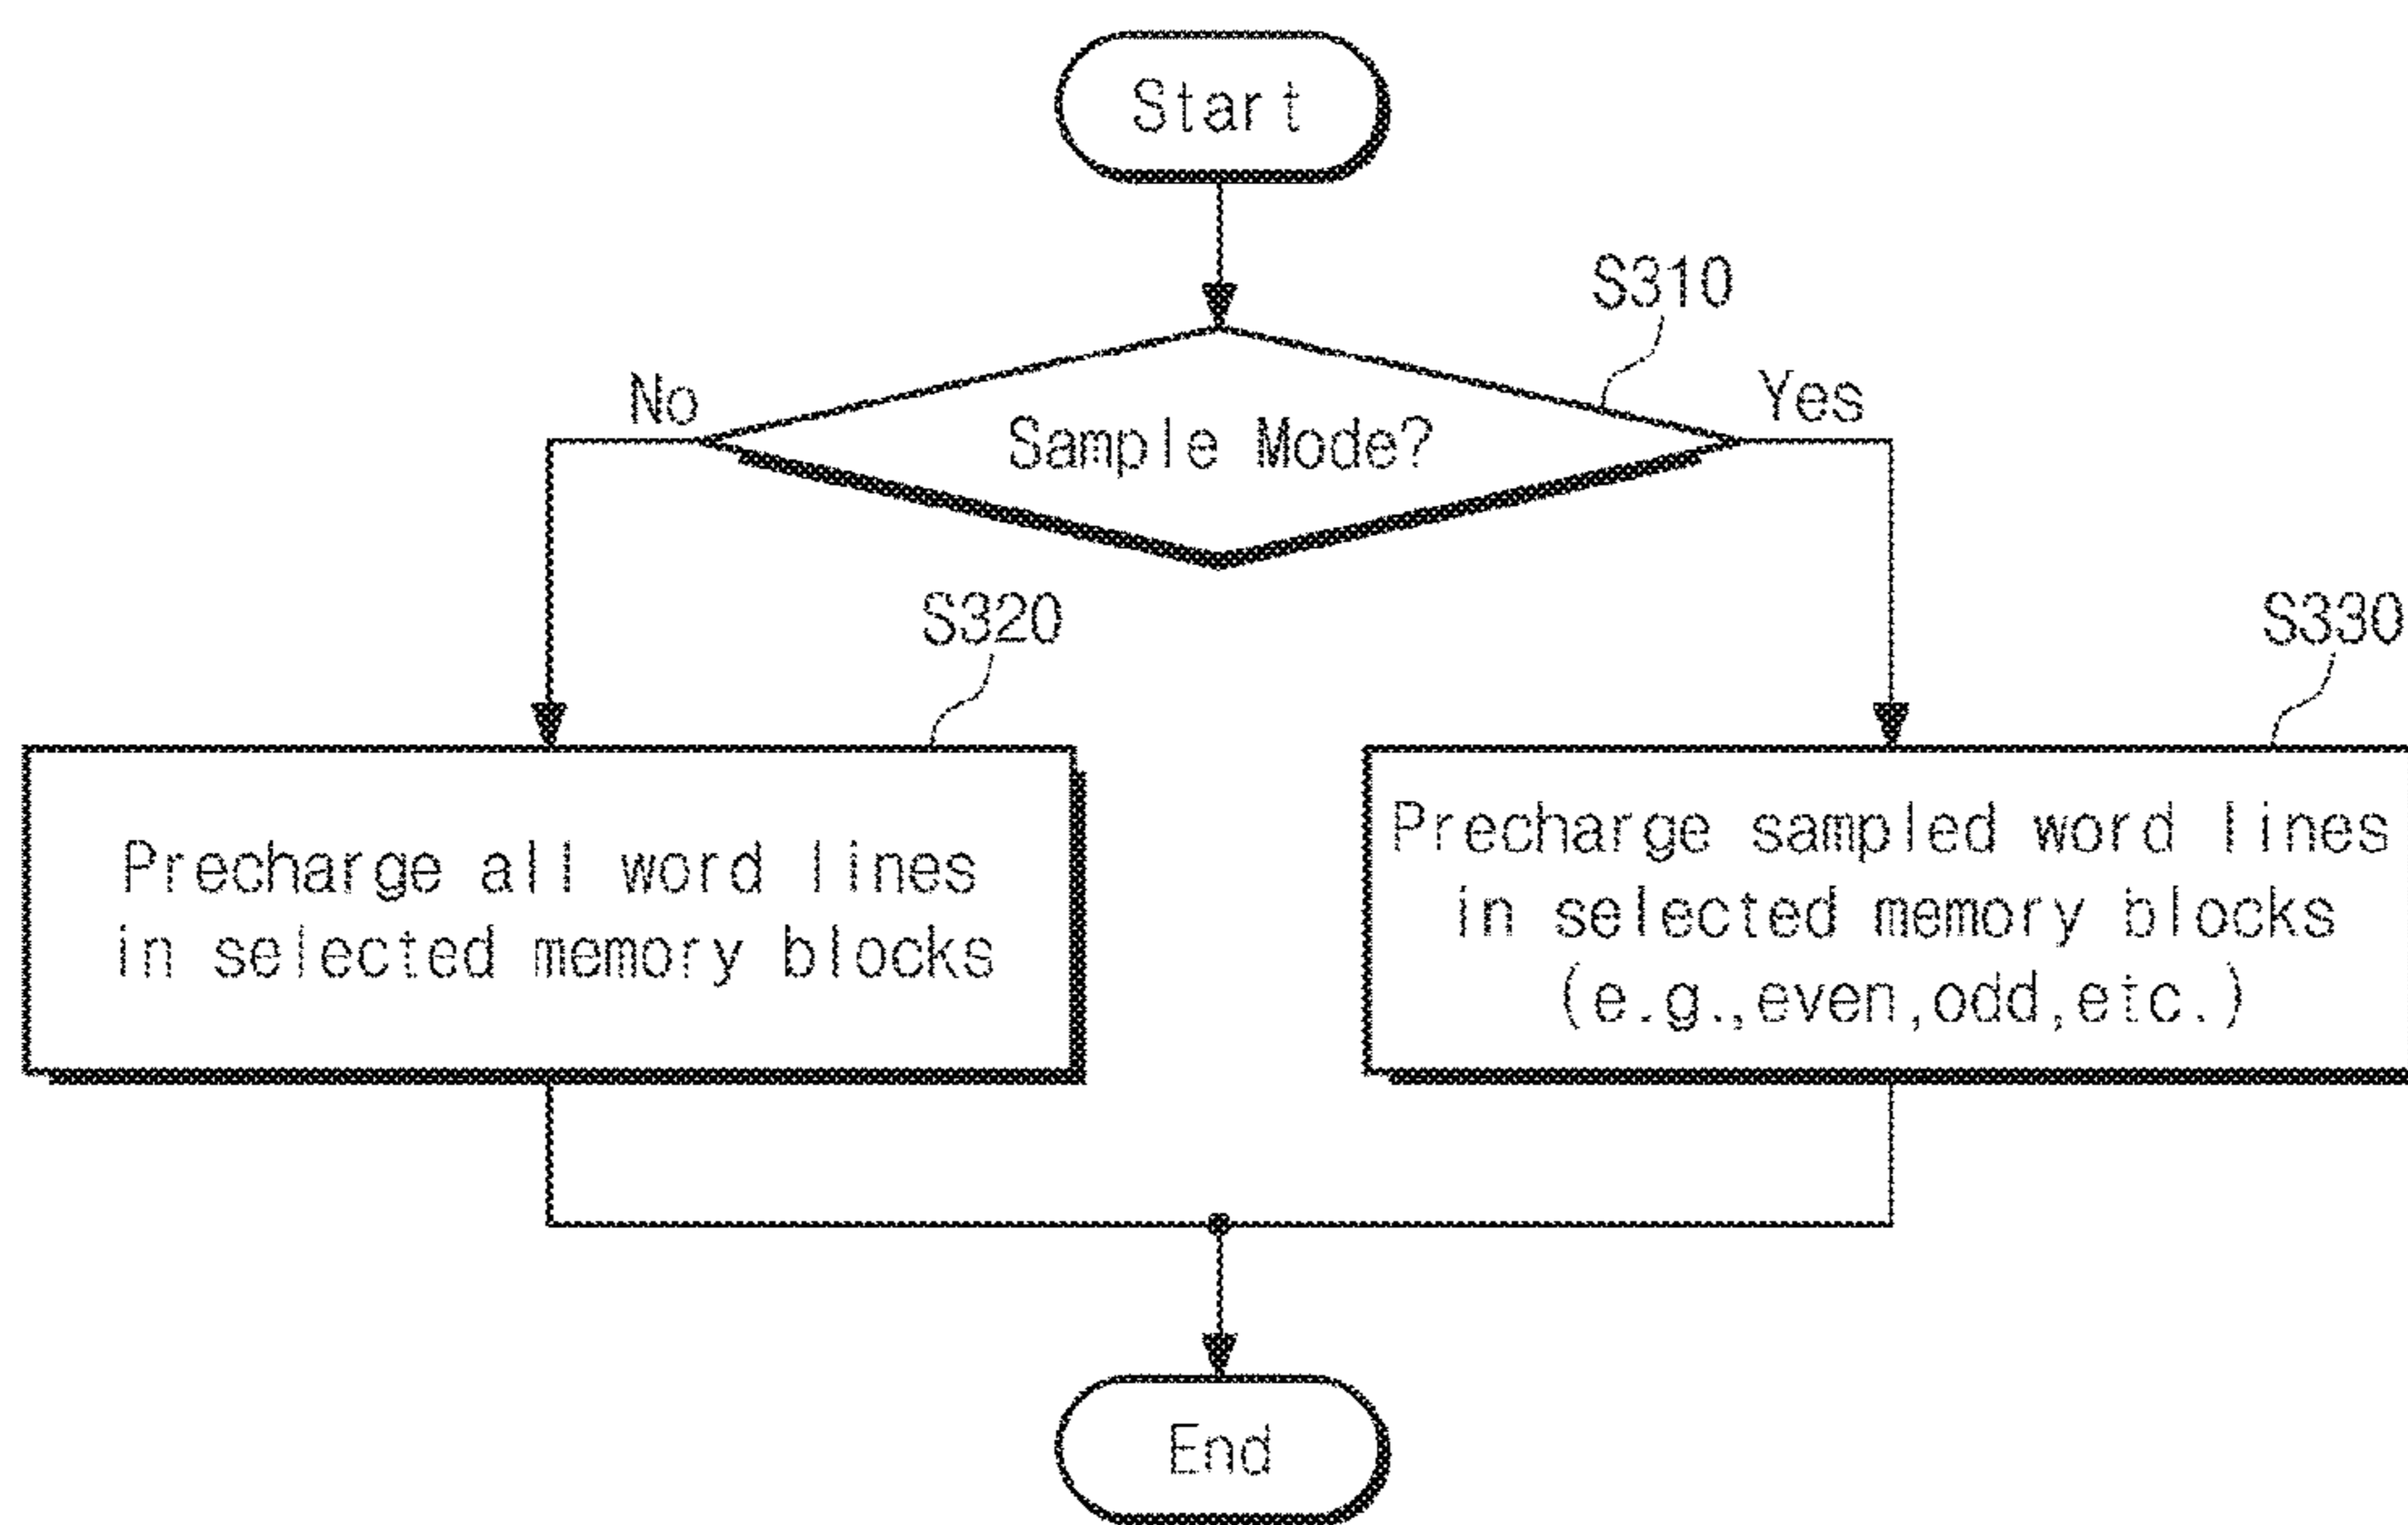 Start
S310
No
Yes
Sample Mode?
S320
S330
Precharge all word lines
in selected memory blocks
Precharge sampled word lines
in selected memory blocks
(e.g.,even,odd,etc.)
End